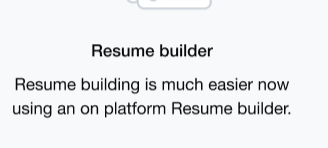 Resume builder
Resume building is much easier now
using an on platform Resume builder.